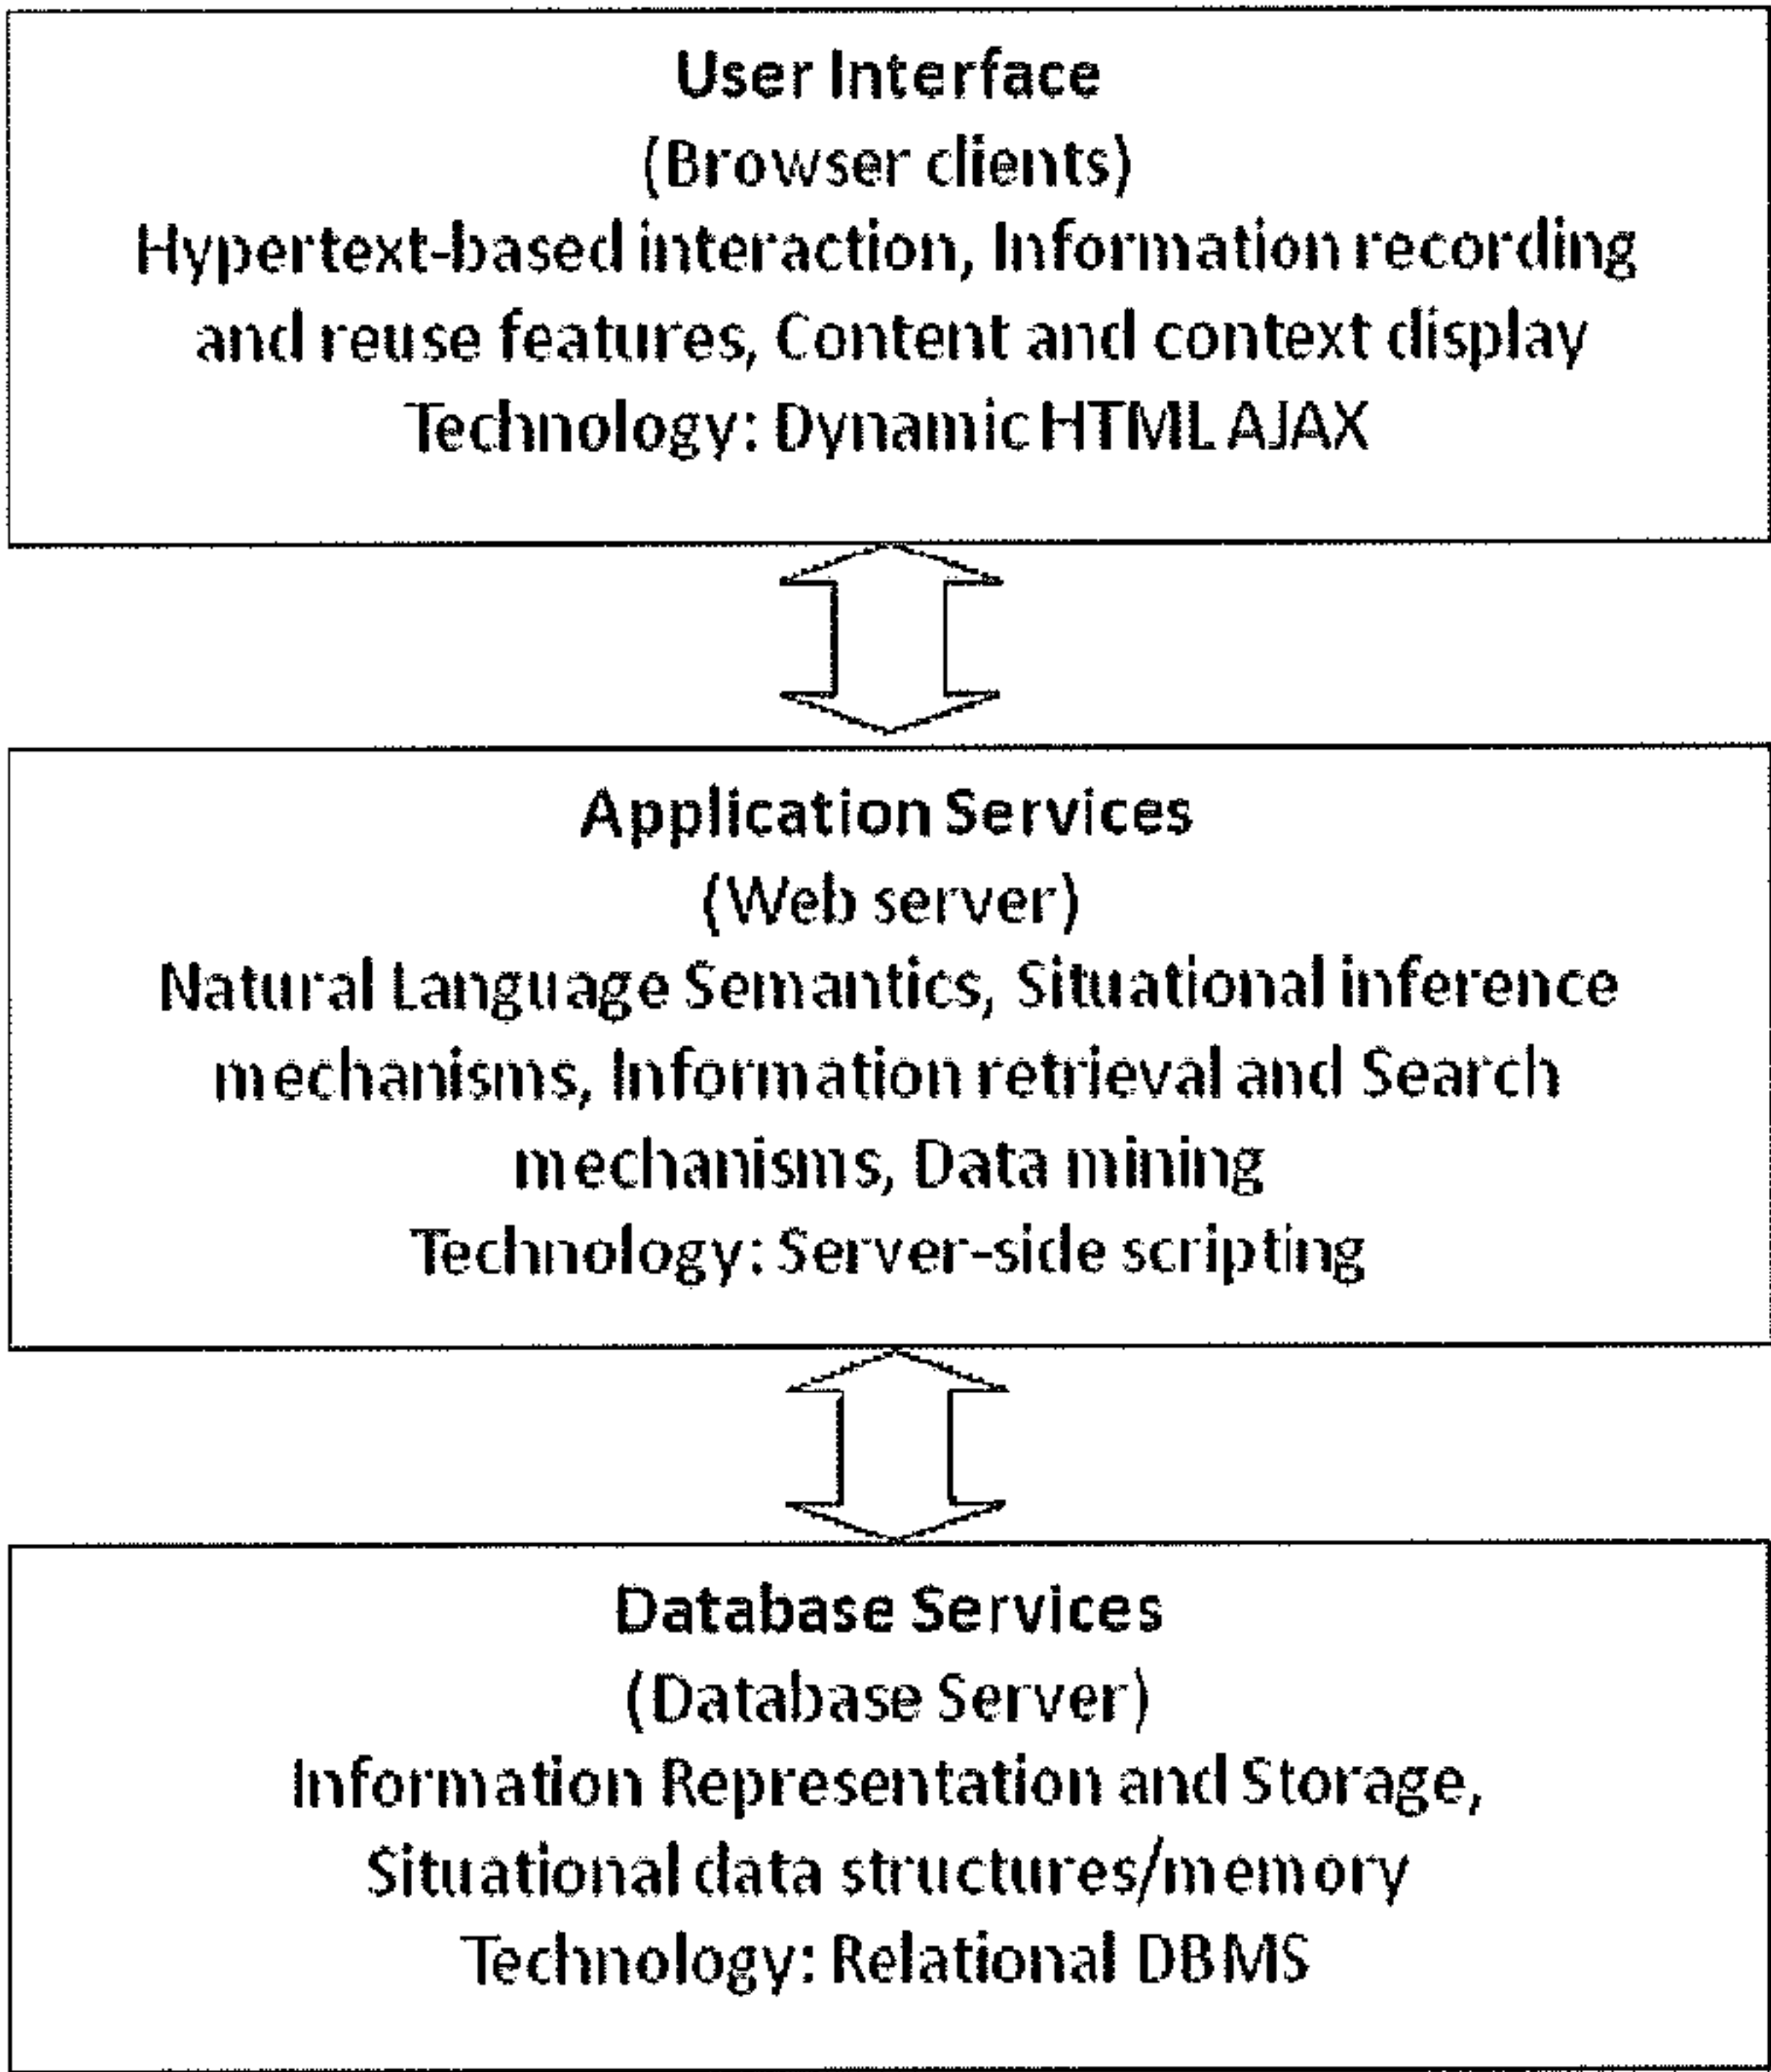 User Interface
(Browser clients)
Hypertext-based interaction, Information recording
and reuse features, Content and context display
Technology: Dynamic HTML AJAX
Application Services
(Web server)
Natural Language Semantics, Situational inference
mechanisms, Information retrieval and Search
mechanisms, Data mining
Technology: Server-side scripting
Database Services
(Database Server)
Information Representation and Storage,
Situational data structures/memory
Technology: Relational DBMS